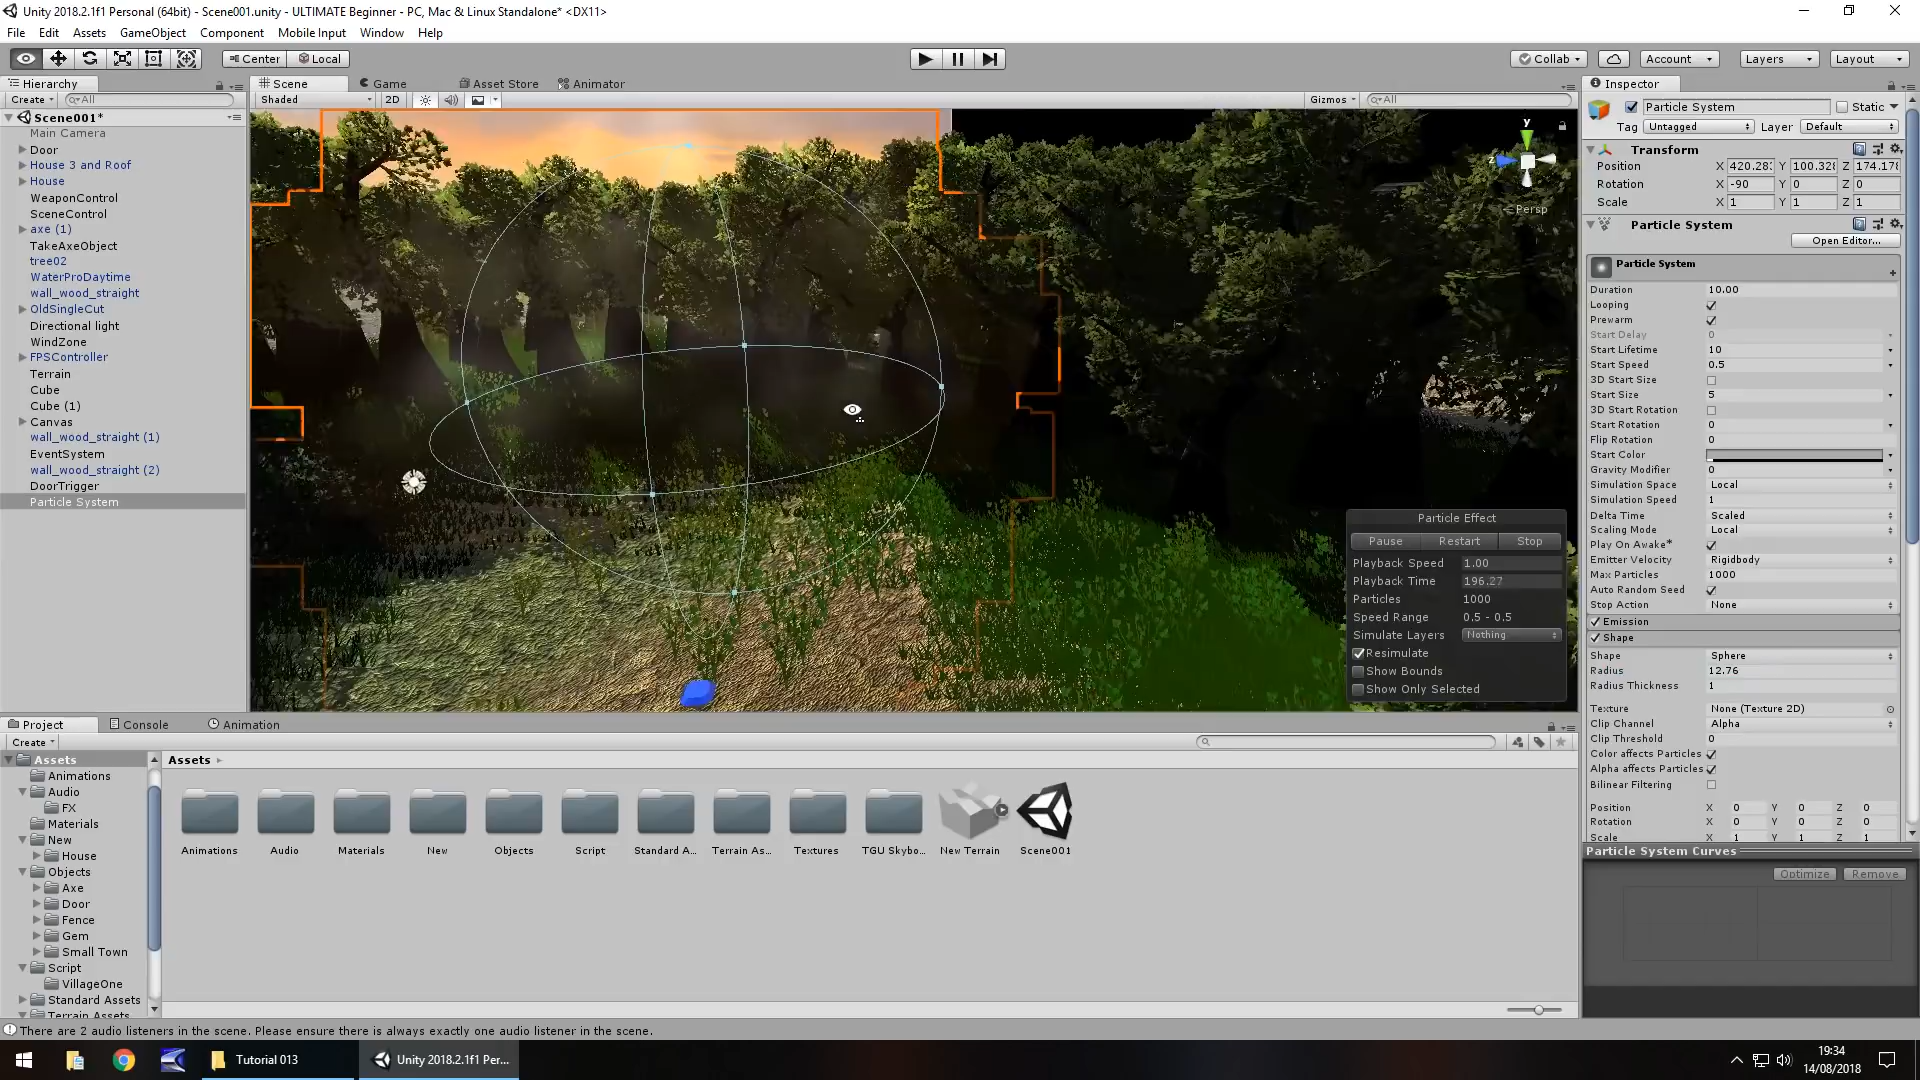 Unity 2018.2.1f1 Personal (64bit) - Scene001.unity - ULTIMATE Beginner - PC, Mac & Linux Standalone* <DX11>
File Edit Assets GameObject Component Mobile Input Window Help
Center Local Collab Account Layers Layout
Hierarchy
Create All
Scene001*
Main Camera
Door
House 3 and Roof
House
WeaponControl
SceneControl
axe (1)
TakeAxeObject
tree02
WaterProDaytime
wall_wood_straight
OldSingleCut
Directional light
WindZone
FPSController
Terrain
Cube
Cube (1)
Canvas
wall_wood_straight (1)
EventSystem
wall_wood_straight (2)
DoorTrigger
Particle System
Scene Game Asset Store Animator
Shaded 2D Gizmos All
y
z
Persp
Particle Effect
Pause Restart Stop
Playback Speed 1.00
Playback Time 196.27
Particles 1000
Speed Range 0.5 - 0.5
Simulate Layers Nothing
Resimulate
Show Bounds
Show Only Selected
Inspector
Particle System Static
Tag Untagged Layer Default
Transform
Position X 420.28 Y 100.328 Z 174.178
Rotation X -90 Y 0 Z 0
Scale X 1 Y 1 Z 1
Particle System
Open Editor...
Particle System
Duration 10.00
Looping
Prewarm
Start Delay 0
Start Lifetime 10
Start Speed 0.5
3D Start Size
Start Size 5
3D Start Rotation
Start Rotation 0
Flip Rotation 0
Start Color
Gravity Modifier 0
Simulation Space Local
Simulation Speed 1
Delta Time Scaled
Scaling Mode Local
Play On Awake*
Emitter Velocity Rigidbody
Max Particles 1000
Auto Random Seed
Stop Action None
Emission
Shape
Shape Sphere
Radius 12.76
Radius Thickness 1
Texture None (Texture 2D)
Clip Channel Alpha
Clip Threshold 0
Color affects Particles
Alpha affects Particles
Bilinear Filtering
Position X 0 Y 0 Z 0
Rotation X 0 Y 0 Z 0
Scale X 1 Y 1 Z 1
Particle System Curves
Optimize Remove
Project Console Animation
Create
Assets
Animations
Audio
FX
Materials
New
House
Objects
Axe
Door
Fence
Gem
Small Town
Script
VillageOne
Standard Assets
Terrain Assets
Assets
Animations Audio Materials New Objects Script Standard A... Terrain As... Textures TGU Skybo... New Terrain Scene001
There are 2 audio listeners in the scene. Please ensure there is always exactly one audio listener in the scene.
Tutorial 013 Unity 2018.2.1f1 Per...
19:34
14/08/2018